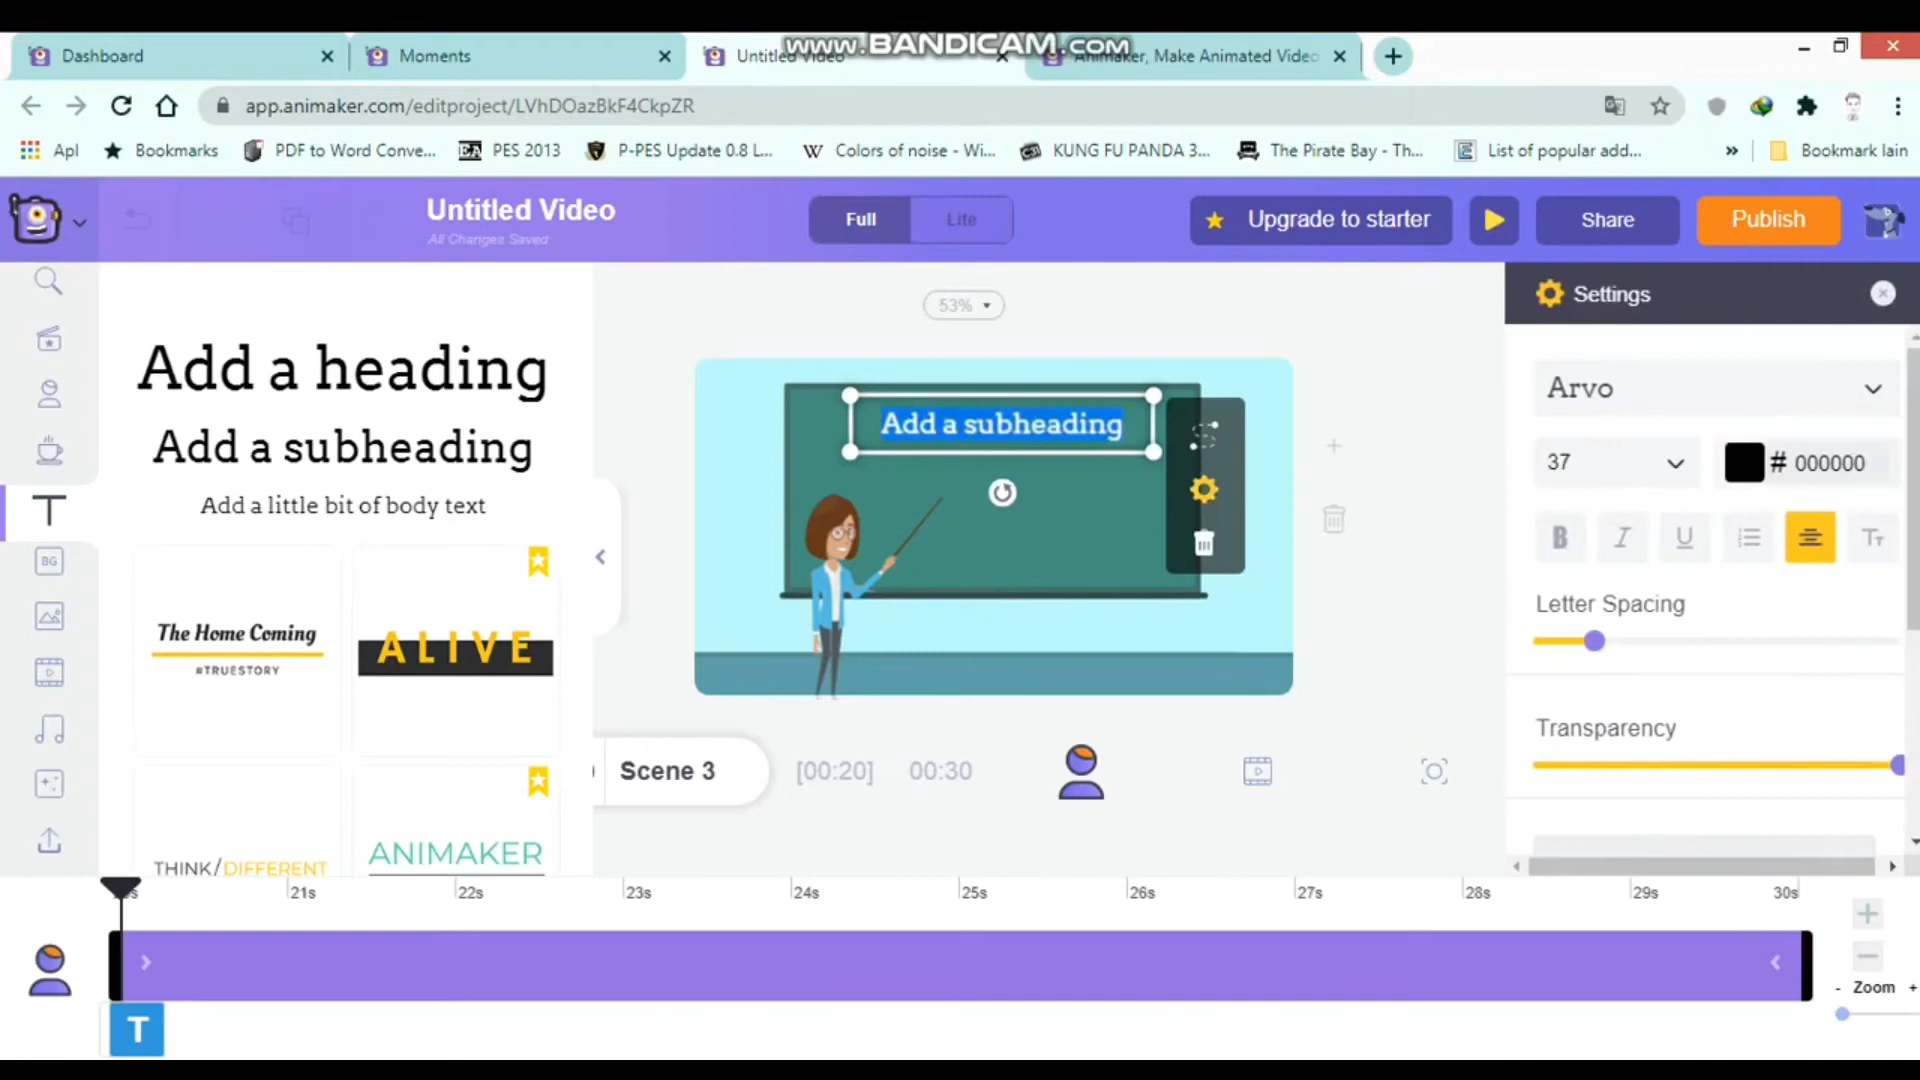 www.BANDICAM.com
Dashboard
Moments
Untitled Video
Animaker, Make Animated Video
app.animaker.com/editproject/LVhDOazBkF4CkpZR
Apl
Bookmarks
PDF to Word Conve...
PES 2013
P-PES Update 0.8 L...
Colors of noise - Wi...
KUNG FU PANDA 3...
The Pirate Bay - Th...
List of popular add...
»
Bookmark lain
Untitled Video
All Changes Saved
Full
Lite
Upgrade to starter
Share
Publish
Add a heading
Add a subheading
Add a little bit of body text
The Home Coming
#TRUESTORY
ALIVE
THINK/DIFFERENT
ANIMAKER
T
BG
53%
Add a subheading
Scene 3
[00:20]
00:30
Settings
Arvo
37
# 000000
B
I
U
Tт
Letter Spacing
Transparency
21s
22s
23s
24s
25s
26s
27s
28s
29s
30s
- Zoom +
T